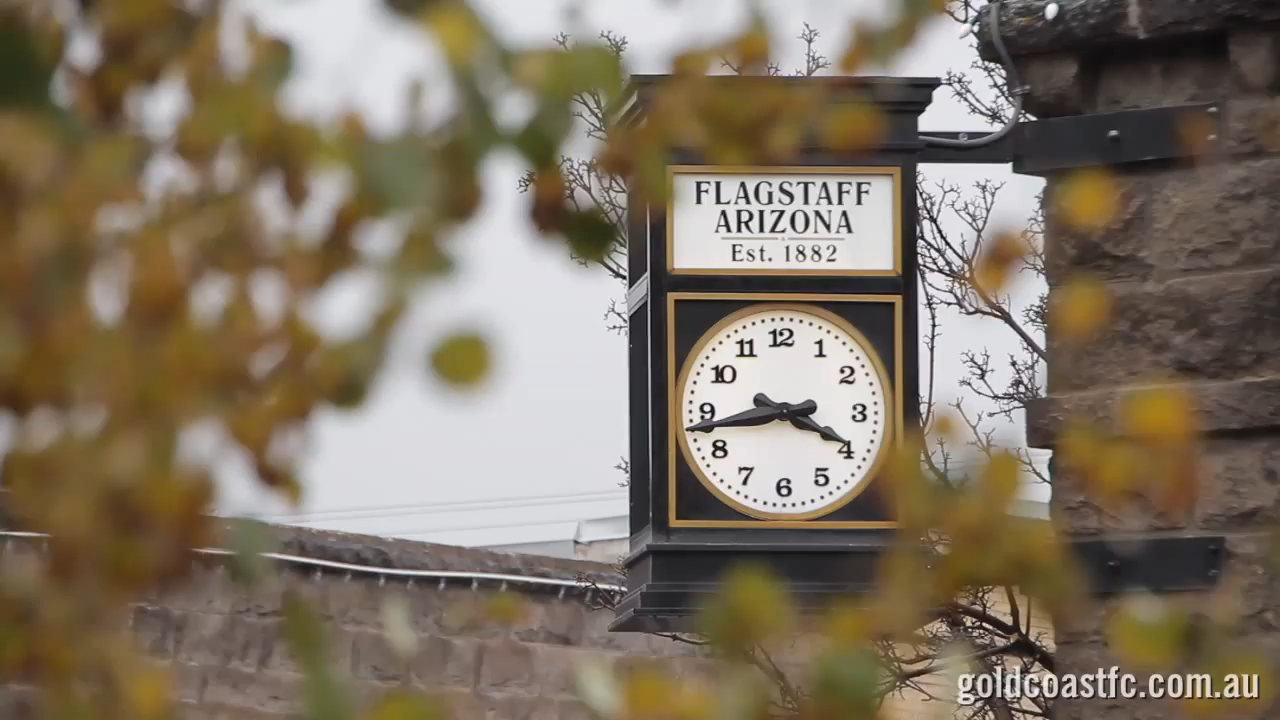 FLAGSTAFF
ARIZONA
Est. 1882
12
11 1
10 2
9 3
8 4
7 5
6
goldcoastfc.com.au